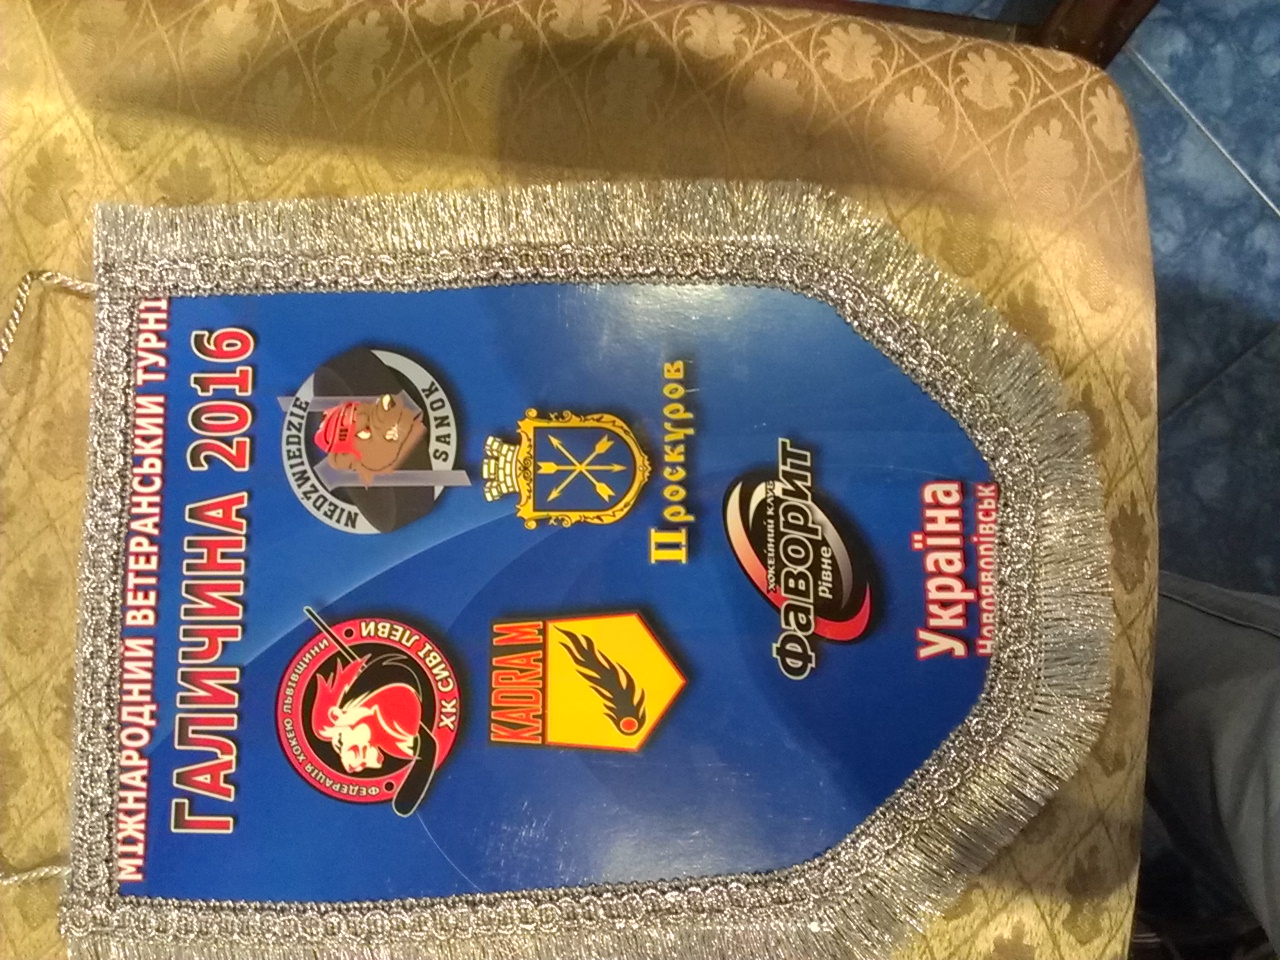 МІЖНАРОДНИЙ ВЕТЕРАНСЬКИЙ ТУРНІ
ГАЛИЧИНА 2016
ФЕДЕРАЦІЯ ХОКЕЮ ЛЬВІВЩИНИ
ХК СИВІ ЛЕВИ
NIEDŹWIEDZIE
SANOK
KADRA M
Проскуров
ХОКЕЙНИЙ КЛУБ
Фаворит
Рівне
Україна
Новояворівськ